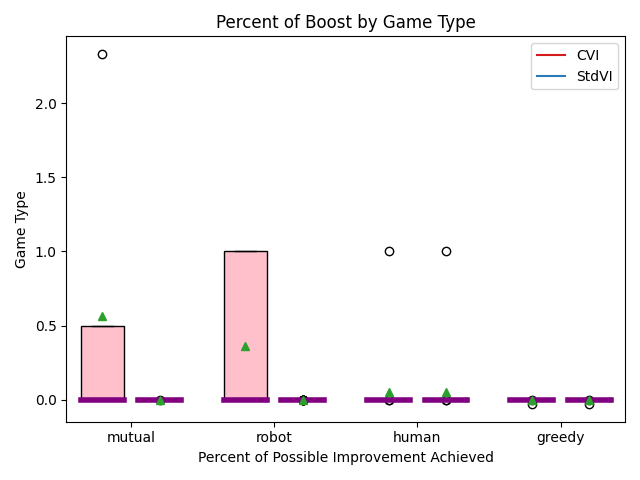 Percent of Boost by Game Type
CVI
StdVI
Game Type
2.0
1.5
1.0
0.5
0.0
mutual robot human greedy
Percent of Possible Improvement Achieved